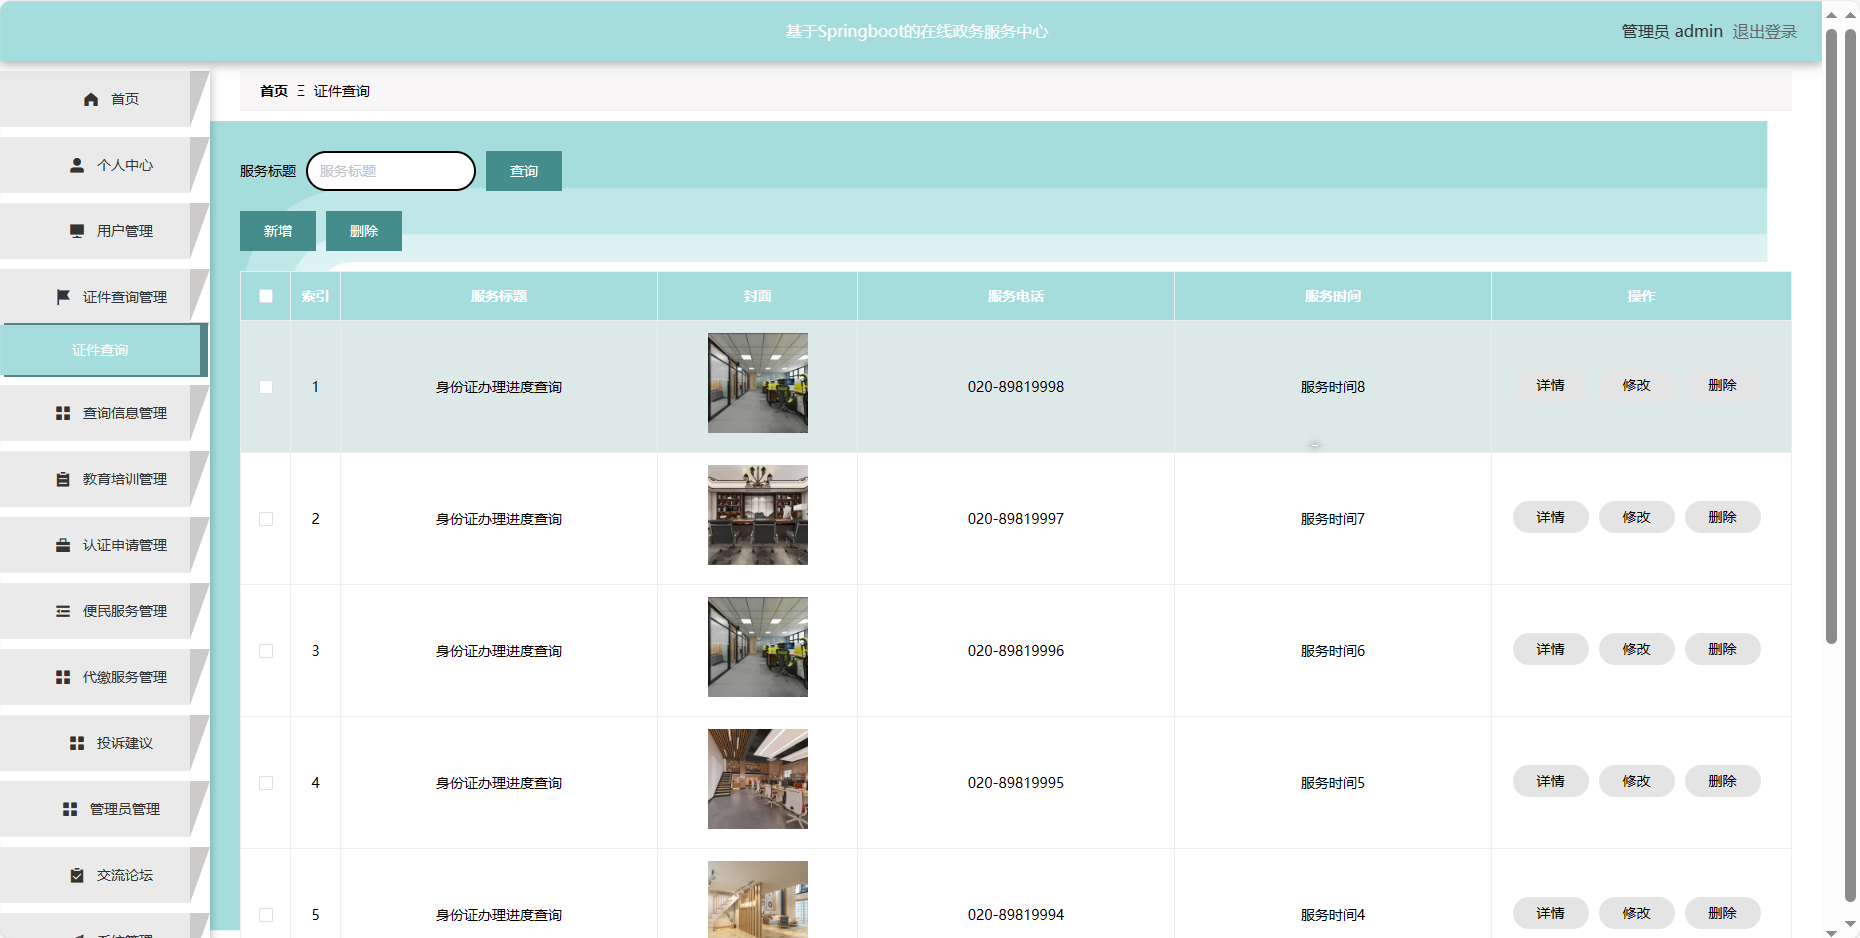 基于Springboot的在线政务服务中心
管理员 admin 退出登录
首页
个人中心
用户管理
证件查询管理
证件查询
查询信息管理
教育培训管理
认证申请管理
便民服务管理
代缴服务管理
投诉建议
管理员管理
交流论坛
系统管理
首页 Ξ 证件查询
服务标题 服务标题 查询
新增 删除
索引 服务标题 封面 服务电话 服务时间 操作
1 身份证办理进度查询 020-89819998 服务时间8 详情 修改 删除
2 身份证办理进度查询 020-89819997 服务时间7 详情 修改 删除
3 身份证办理进度查询 020-89819996 服务时间6 详情 修改 删除
4 身份证办理进度查询 020-89819995 服务时间5 详情 修改 删除
5 身份证办理进度查询 020-89819994 服务时间4 详情 修改 删除